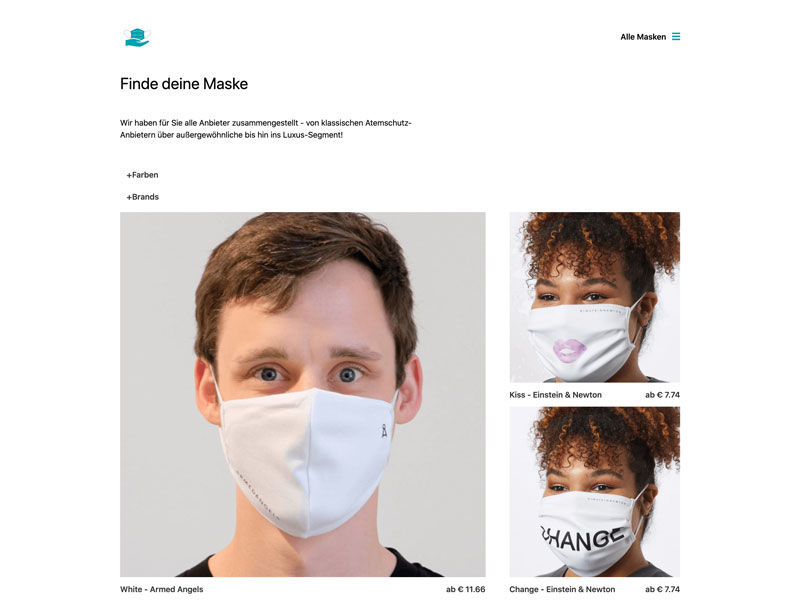 Alle Masken
Finde deine Maske
Wir haben für Sie alle Anbieter zusammengestellt - von klassischen Atemschutz-
Anbietern über außergewöhnliche bis hin ins Luxus-Segment!
+Farben
+Brands
ARMEDANGELS
White - Armed Angels
ab € 11.66
Kiss - Einstein & Newton
ab € 7.74
CHANGE
Change - Einstein & Newton
ab € 7.74